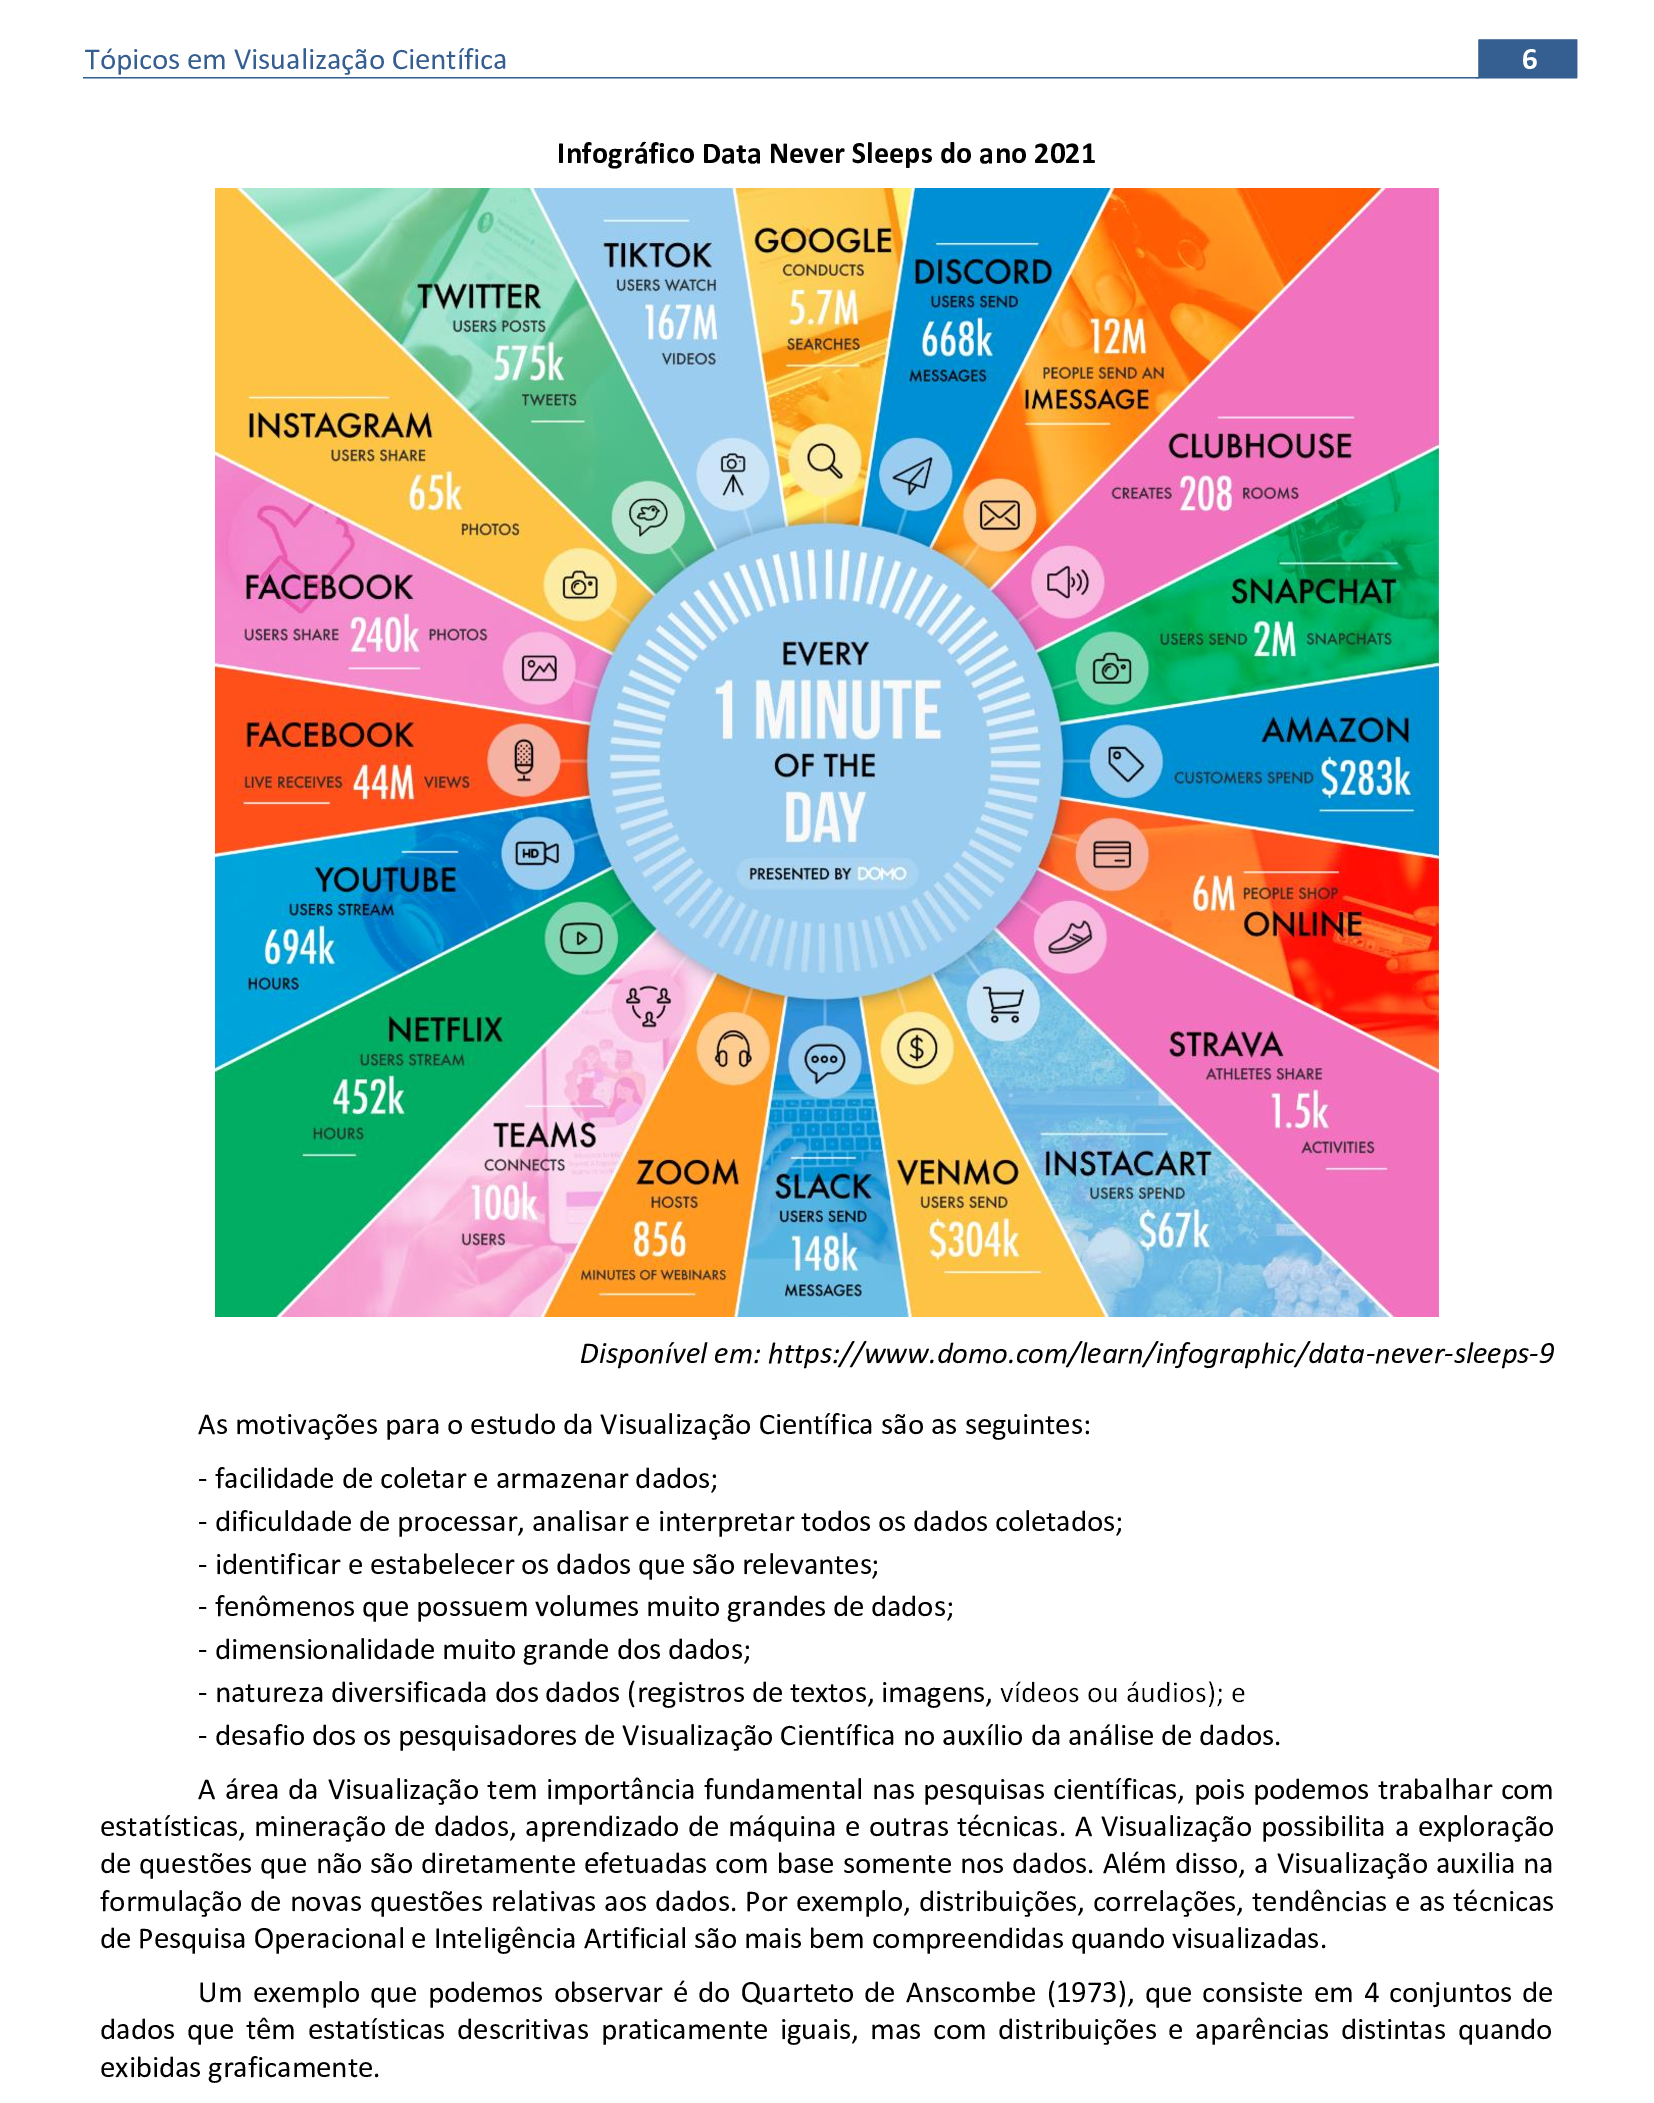 Tópicos em Visualização Científica
6
Infográfico Data Never Sleeps do ano 2021
TIKTOK
USERS WATCH
167M
VIDEOS
GOOGLE
CONDUCTS
5.7M
SEARCHES
DISCORD
USERS SEND
668k
MESSAGES
12M
PEOPLE SEND AN
IMESSAGE
CLUBHOUSE
CREATES 208 ROOMS
SNAPCHAT
USERS SEND 2M SNAPCHATS
AMAZON
CUSTOMERS SPEND $283k
6M PEOPLE SHOP
ONLINE
STRAVA
ATHLETES SHARE
1.5k
ACTIVITIES
INSTACART
USERS SPEND
$67k
VENMO
USERS SEND
$304k
SLACK
USERS SEND
148k
MESSAGES
ZOOM
HOSTS
856
MINUTES OF WEBINARS
TEAMS
CONNECTS
100k
USERS
NETFLIX
USERS STREAM
452k
HOURS
YOUTUBE
USERS STREAM
694k
HOURS
HD
FACEBOOK
LIVE RECEIVES 44M VIEWS
FACEBOOK
USERS SHARE 240k PHOTOS
INSTAGRAM
USERS SHARE
65k
PHOTOS
TWITTER
USERS POSTS
575k
TWEETS
EVERY
1 MINUTE
OF THE
DAY
PRESENTED BY DOMO
Disponível em: https://www.domo.com/learn/infographic/data-never-sleeps-9
As motivações para o estudo da Visualização Científica são as seguintes:
- facilidade de coletar e armazenar dados;
- dificuldade de processar, analisar e interpretar todos os dados coletados;
- identificar e estabelecer os dados que são relevantes;
- fenômenos que possuem volumes muito grandes de dados;
- dimensionalidade muito grande dos dados;
- natureza diversificada dos dados (registros de textos, imagens, vídeos ou áudios); e
- desafio dos os pesquisadores de Visualização Científica no auxílio da análise de dados.
A área da Visualização tem importância fundamental nas pesquisas científicas, pois podemos trabalhar com
estatísticas, mineração de dados, aprendizado de máquina e outras técnicas. A Visualização possibilita a exploração
de questões que não são diretamente efetuadas com base somente nos dados. Além disso, a Visualização auxilia na
formulação de novas questões relativas aos dados. Por exemplo, distribuições, correlações, tendências e as técnicas
de Pesquisa Operacional e Inteligência Artificial são mais bem compreendidas quando visualizadas.
Um exemplo que podemos observar é do Quarteto de Anscombe (1973), que consiste em 4 conjuntos de
dados que têm estatísticas descritivas praticamente iguais, mas com distribuições e aparências distintas quando
exibidas graficamente.